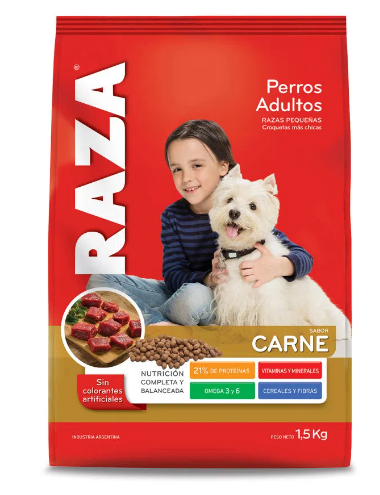 RAZA®
Perros
Adultos
RAZAS PEQUEÑAS
Croquetas más chicas
SABOR
CARNE
Sin
colorantes
artificiales
NUTRICIÓN
COMPLETA Y
BALANCEADA
21% DE PROTEÍNAS
VITAMINAS Y MINERALES
OMEGA 3 y 6
CEREALES Y FIBRAS
INDUSTRIA ARGENTINA
PESO NETO 1,5 Kg